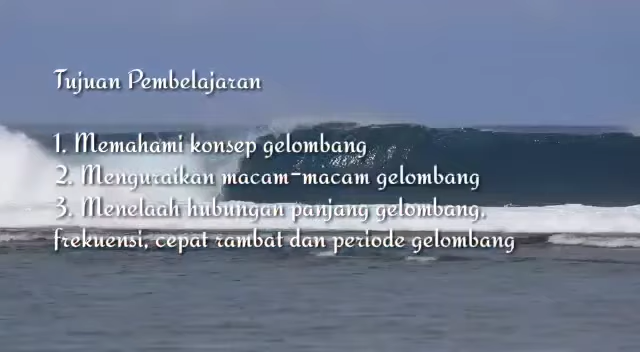 Tujuan Pembelajaran
1. Memahami konsep gelombang
2. Menguraikan macam-macam gelombang
3. Menelaah hubungan panjang gelombang,
frekuensi, cepat rambat dan periode gelombang